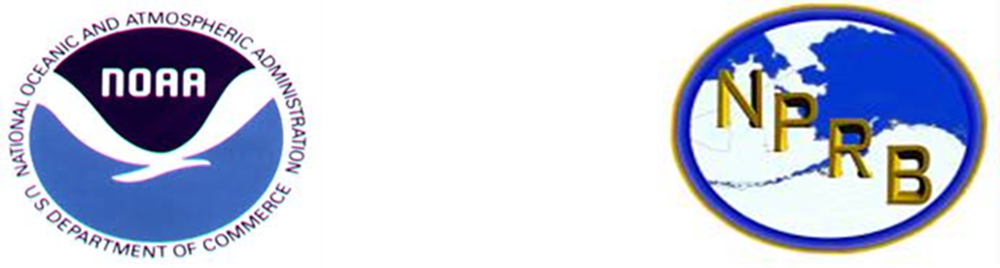 NATIONAL OCEANIC AND ATMOSPHERIC ADMINISTRATION
NOAA
U.S. DEPARTMENT OF COMMERCE
NPRB